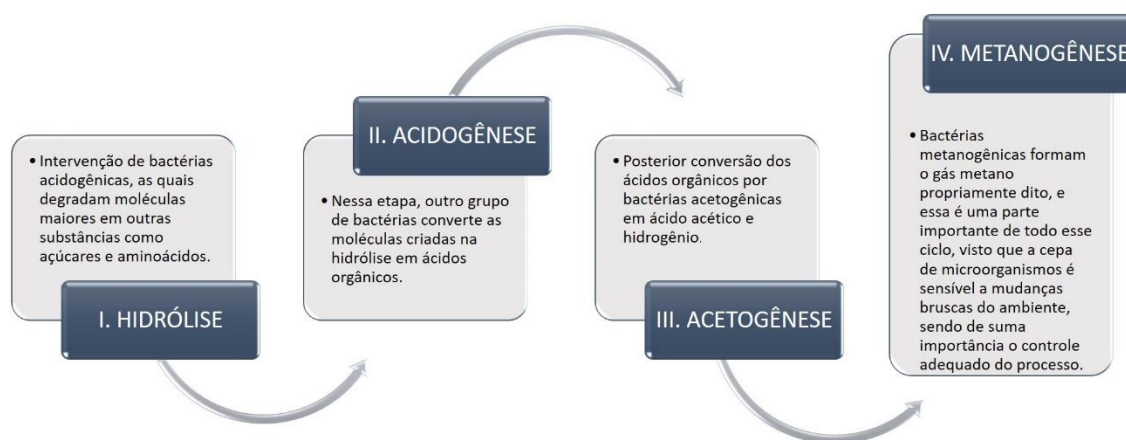 • Intervenção de bactérias
acidogênicas, as quais
degradam moléculas
maiores em outras
substâncias como
açúcares e aminoácidos.
I. HIDRÓLISE
II. ACIDOGÊNESE
• Nessa etapa, outro grupo
de bactérias converte as
moléculas criadas na
hidrólise em ácidos
orgânicos.
• Posterior conversão dos
ácidos orgânicos por
bactérias acetogênicas
em ácido acético e
hidrogênio.
III. ACETOGÊNESE
IV. METANOGÊNESE
• Bactérias
metanogênicas formam
o gás metano
propriamente dito, e
essa é uma parte
importante de todo esse
ciclo, visto que a cepa
de microorganismos é
sensível a mudanças
bruscas do ambiente,
sendo de suma
importância o controle
adequado do processo.